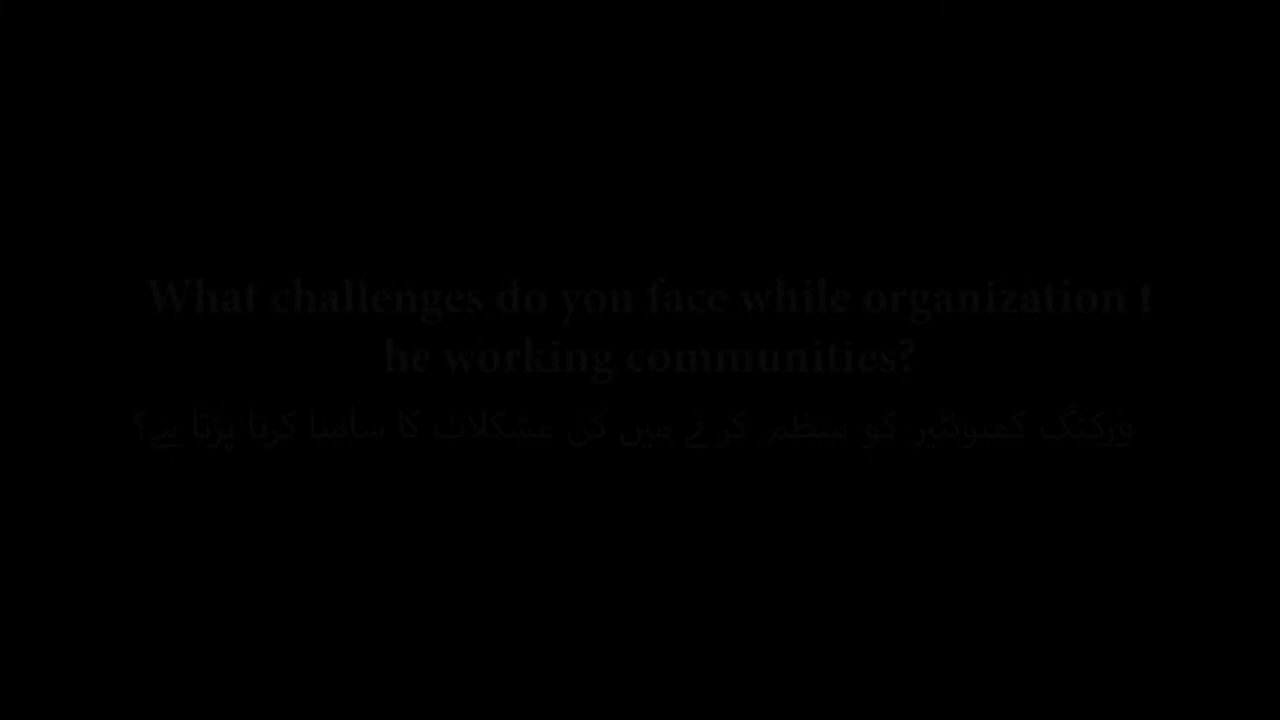 What challenges do you face while organization t
he working communities?
ورکنگ کمیونٹیز کو منظم کرنے میں کن مشکلات کا سامنا کرنا پڑتا ہے؟